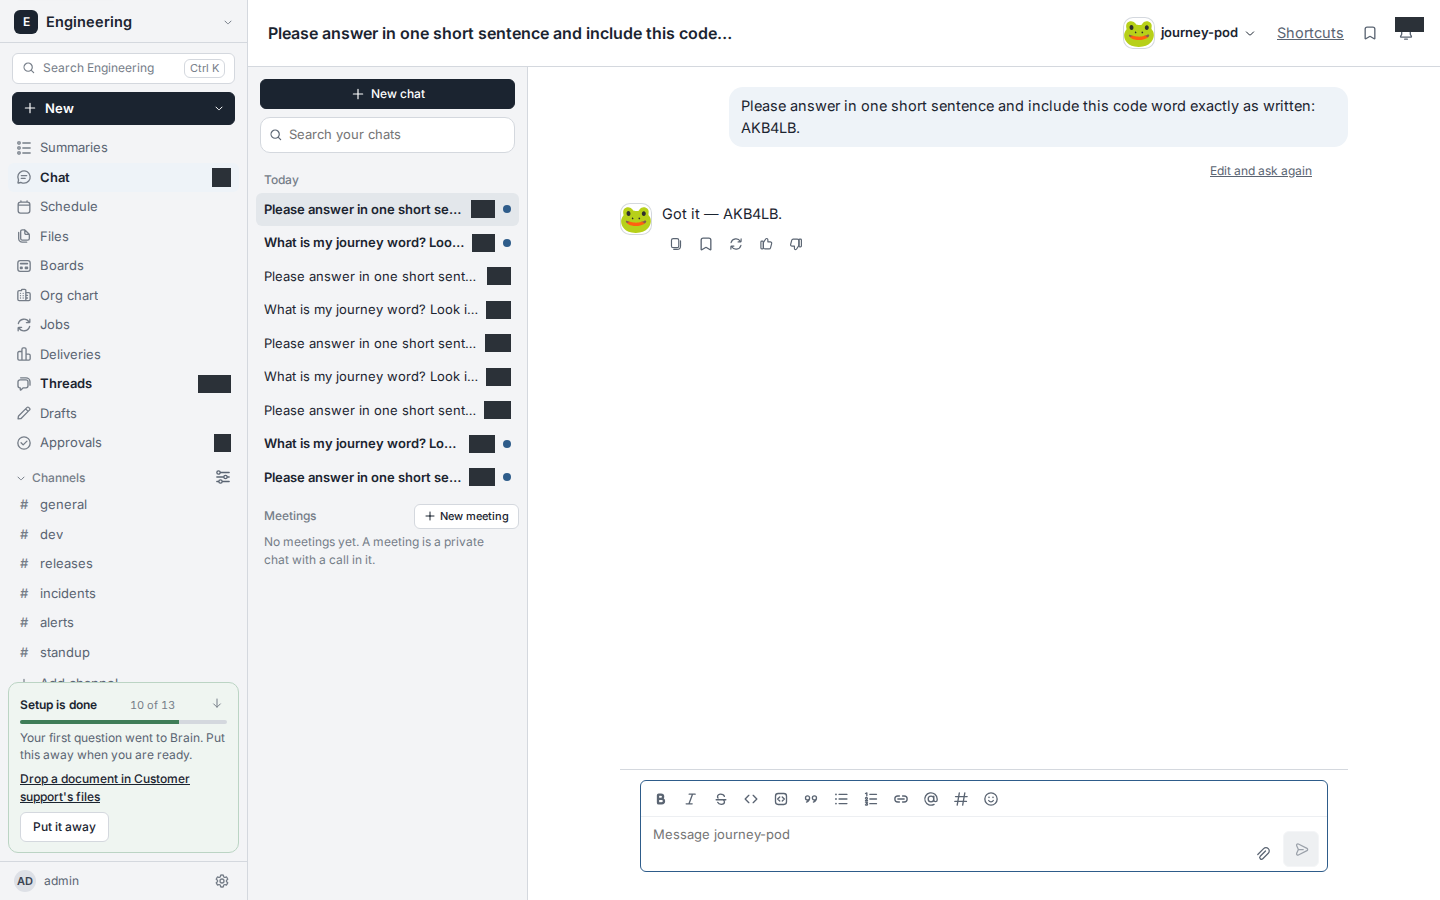 E Engineering
Search Engineering Ctrl K
New
Summaries
Chat
Schedule
Files
Boards
Org chart
Jobs
Deliveries
Threads
Drafts
Approvals
Channels
# general
# dev
# releases
# incidents
# alerts
# standup
Setup is done 10 of 13
Your first question went to Brain. Put
this away when you are ready.
Drop a document in Customer
support's files
Put it away
AD admin
Please answer in one short sentence and include this code...
journey-pod
Shortcuts
New chat
Search your chats
Today
Please answer in one short se...
What is my journey word? Loo...
Please answer in one short sent...
What is my journey word? Look i...
Please answer in one short sent...
What is my journey word? Look i...
Please answer in one short sent...
What is my journey word? Lo...
Please answer in one short se...
Meetings
New meeting
No meetings yet. A meeting is a private
chat with a call in it.
Please answer in one short sentence and include this code word exactly as written:
AKB4LB.
Edit and ask again
Got it — AKB4LB.
Message journey-pod